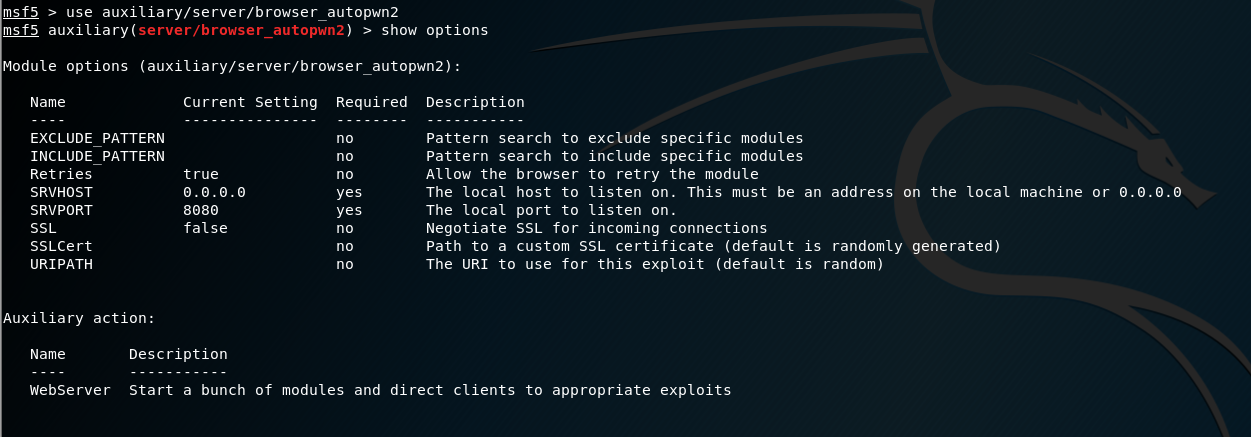 msf5 > use auxiliary/server/browser_autopwn2
msf5 auxiliary(server/browser_autopwn2) > show options
Module options (auxiliary/server/browser_autopwn2):
Name Current Setting Required Description
---- --------------- -------- -----------
EXCLUDE_PATTERN no Pattern search to exclude specific modules
INCLUDE_PATTERN no Pattern search to include specific modules
Retries true no Allow the browser to retry the module
SRVHOST 0.0.0.0 yes The local host to listen on. This must be an address on the local machine or 0.0.0.0
SRVPORT 8080 yes The local port to listen on.
SSL false no Negotiate SSL for incoming connections
SSLCert no Path to a custom SSL certificate (default is randomly generated)
URIPATH no The URI to use for this exploit (default is random)
Auxiliary action:
Name Description
---- -----------
WebServer Start a bunch of modules and direct clients to appropriate exploits